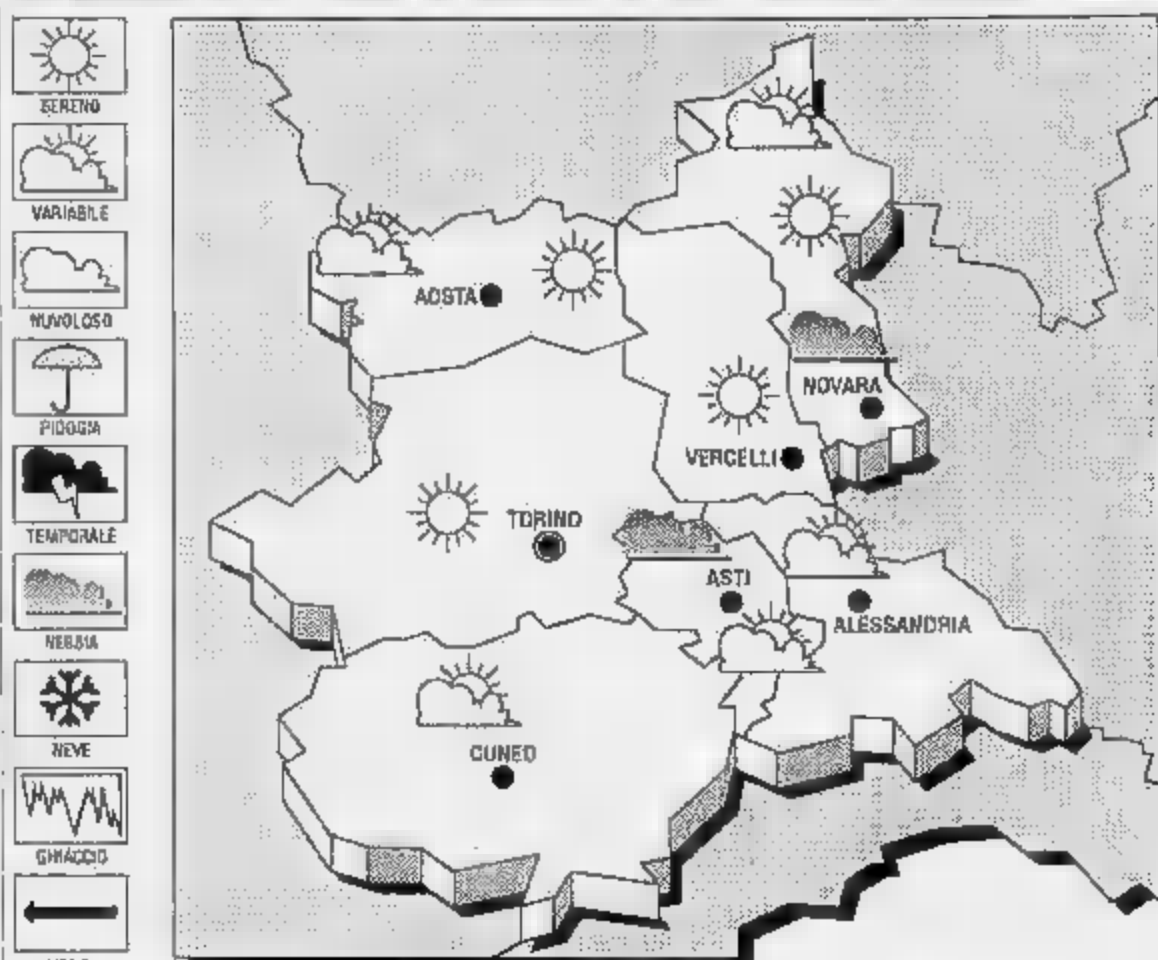 SERENO
VARIABILE
NUVOLOSO
PIOGGIA
TEMPORALE
NEBBIA
NEVE
GHIACCIO
AOSTA
NOVARA
VERCELLI
TORINO
ASTI
ALESSANDRIA
CUNEO